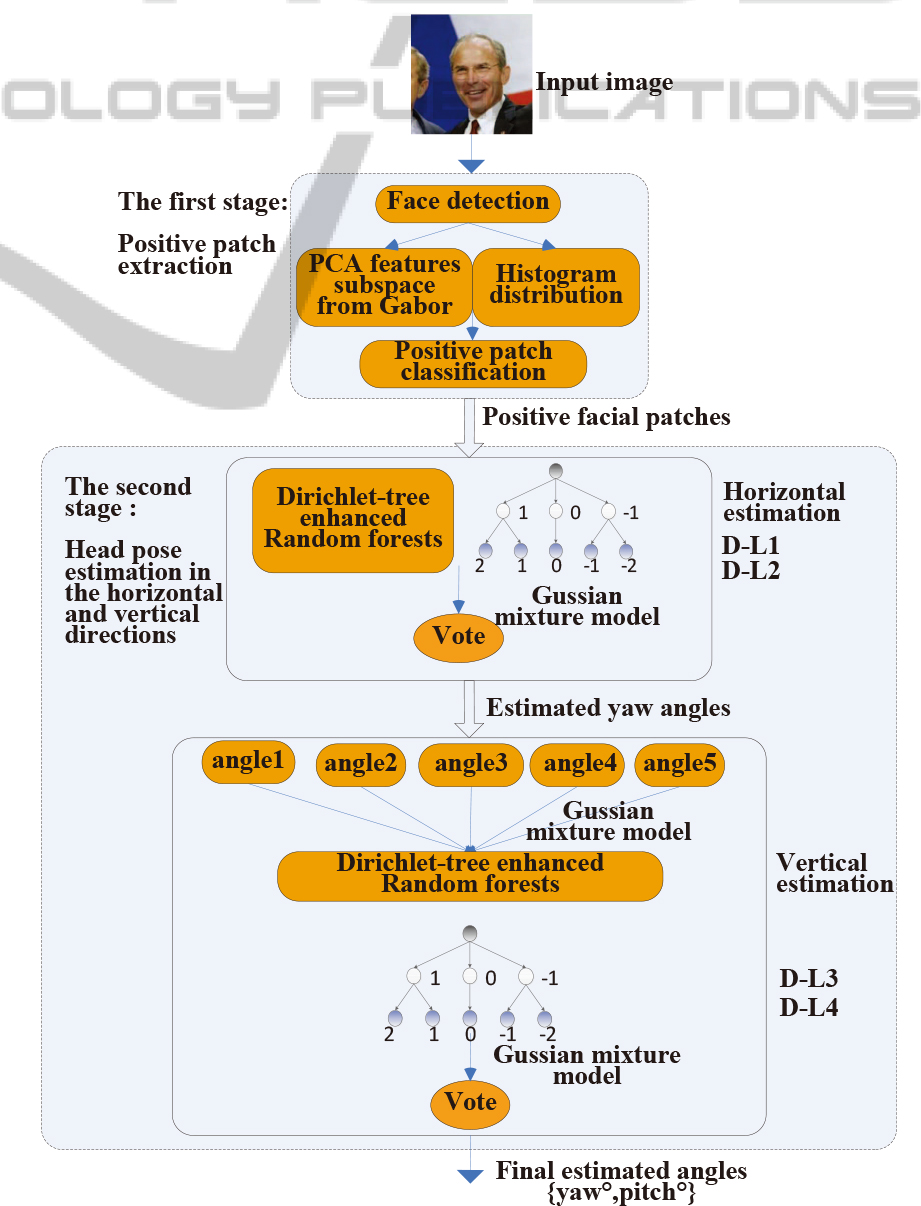 OLOGY PUBLICATIONS
Input image
The first stage:
Positive patch
extraction
Face detection
PCA features
subspace
from Gabor
Histogram
distribution
Positive patch
classification
Positive facial patches
The second
stage :
Head pose
estimation in
the horizontal
and vertical
directions
Dirichlet-tree
enhanced
Random forests
1 0 -1
2 1 0 -1 -2
Gussian
mixture model
Vote
Horizontal
estimation
D-L1
D-L2
Estimated yaw angles
angle1 angle2 angle3 angle4 angle5
Gussian
mixture model
Dirichlet-tree enhanced
Random forests
Vertical
estimation
1 0 -1
2 1 0 -1 -2
D-L3
D-L4
Gussian mixture
model
Vote
Final estimated angles
{yaw°,pitch°}